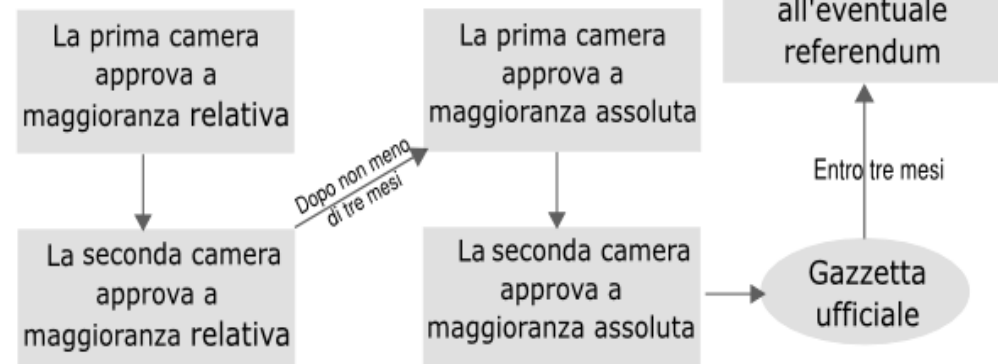 La prima camera
approva a
maggioranza relativa
La seconda camera
approva a
maggioranza relativa
Dopo non meno
di tre mesi
La prima camera
approva a
maggioranza assoluta
La seconda camera
approva a
maggioranza assoluta
Gazzetta
ufficiale
Entro tre mesi
all'eventuale
referendum